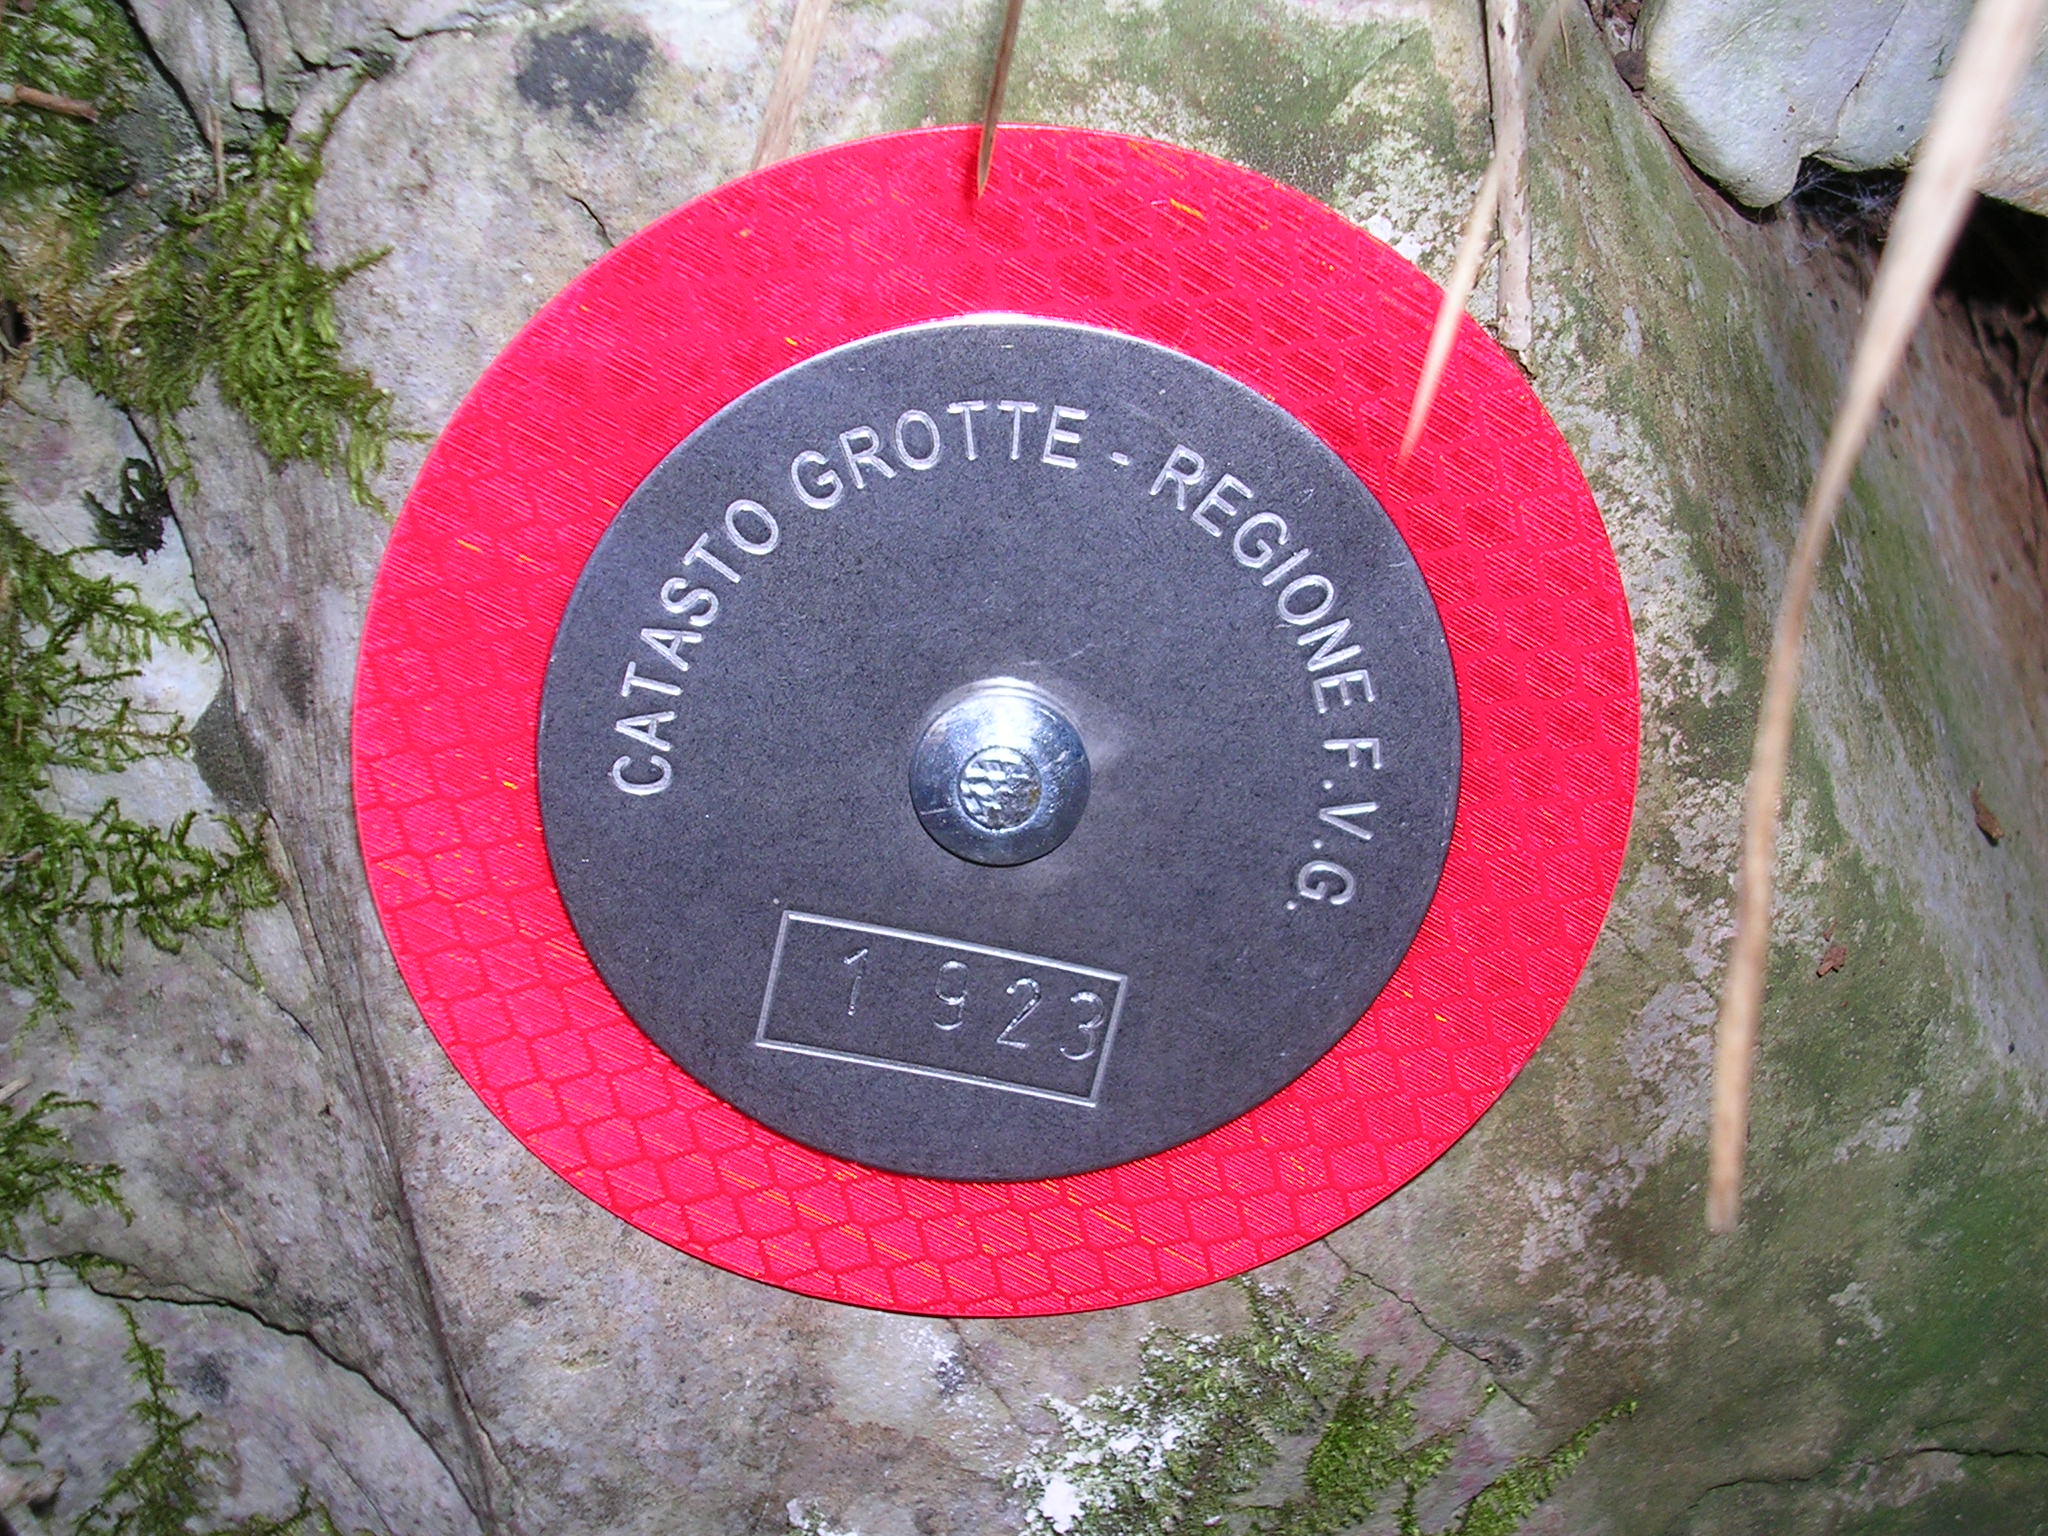 CATASTO GROTTE - REGIONE F.V.G.
1923